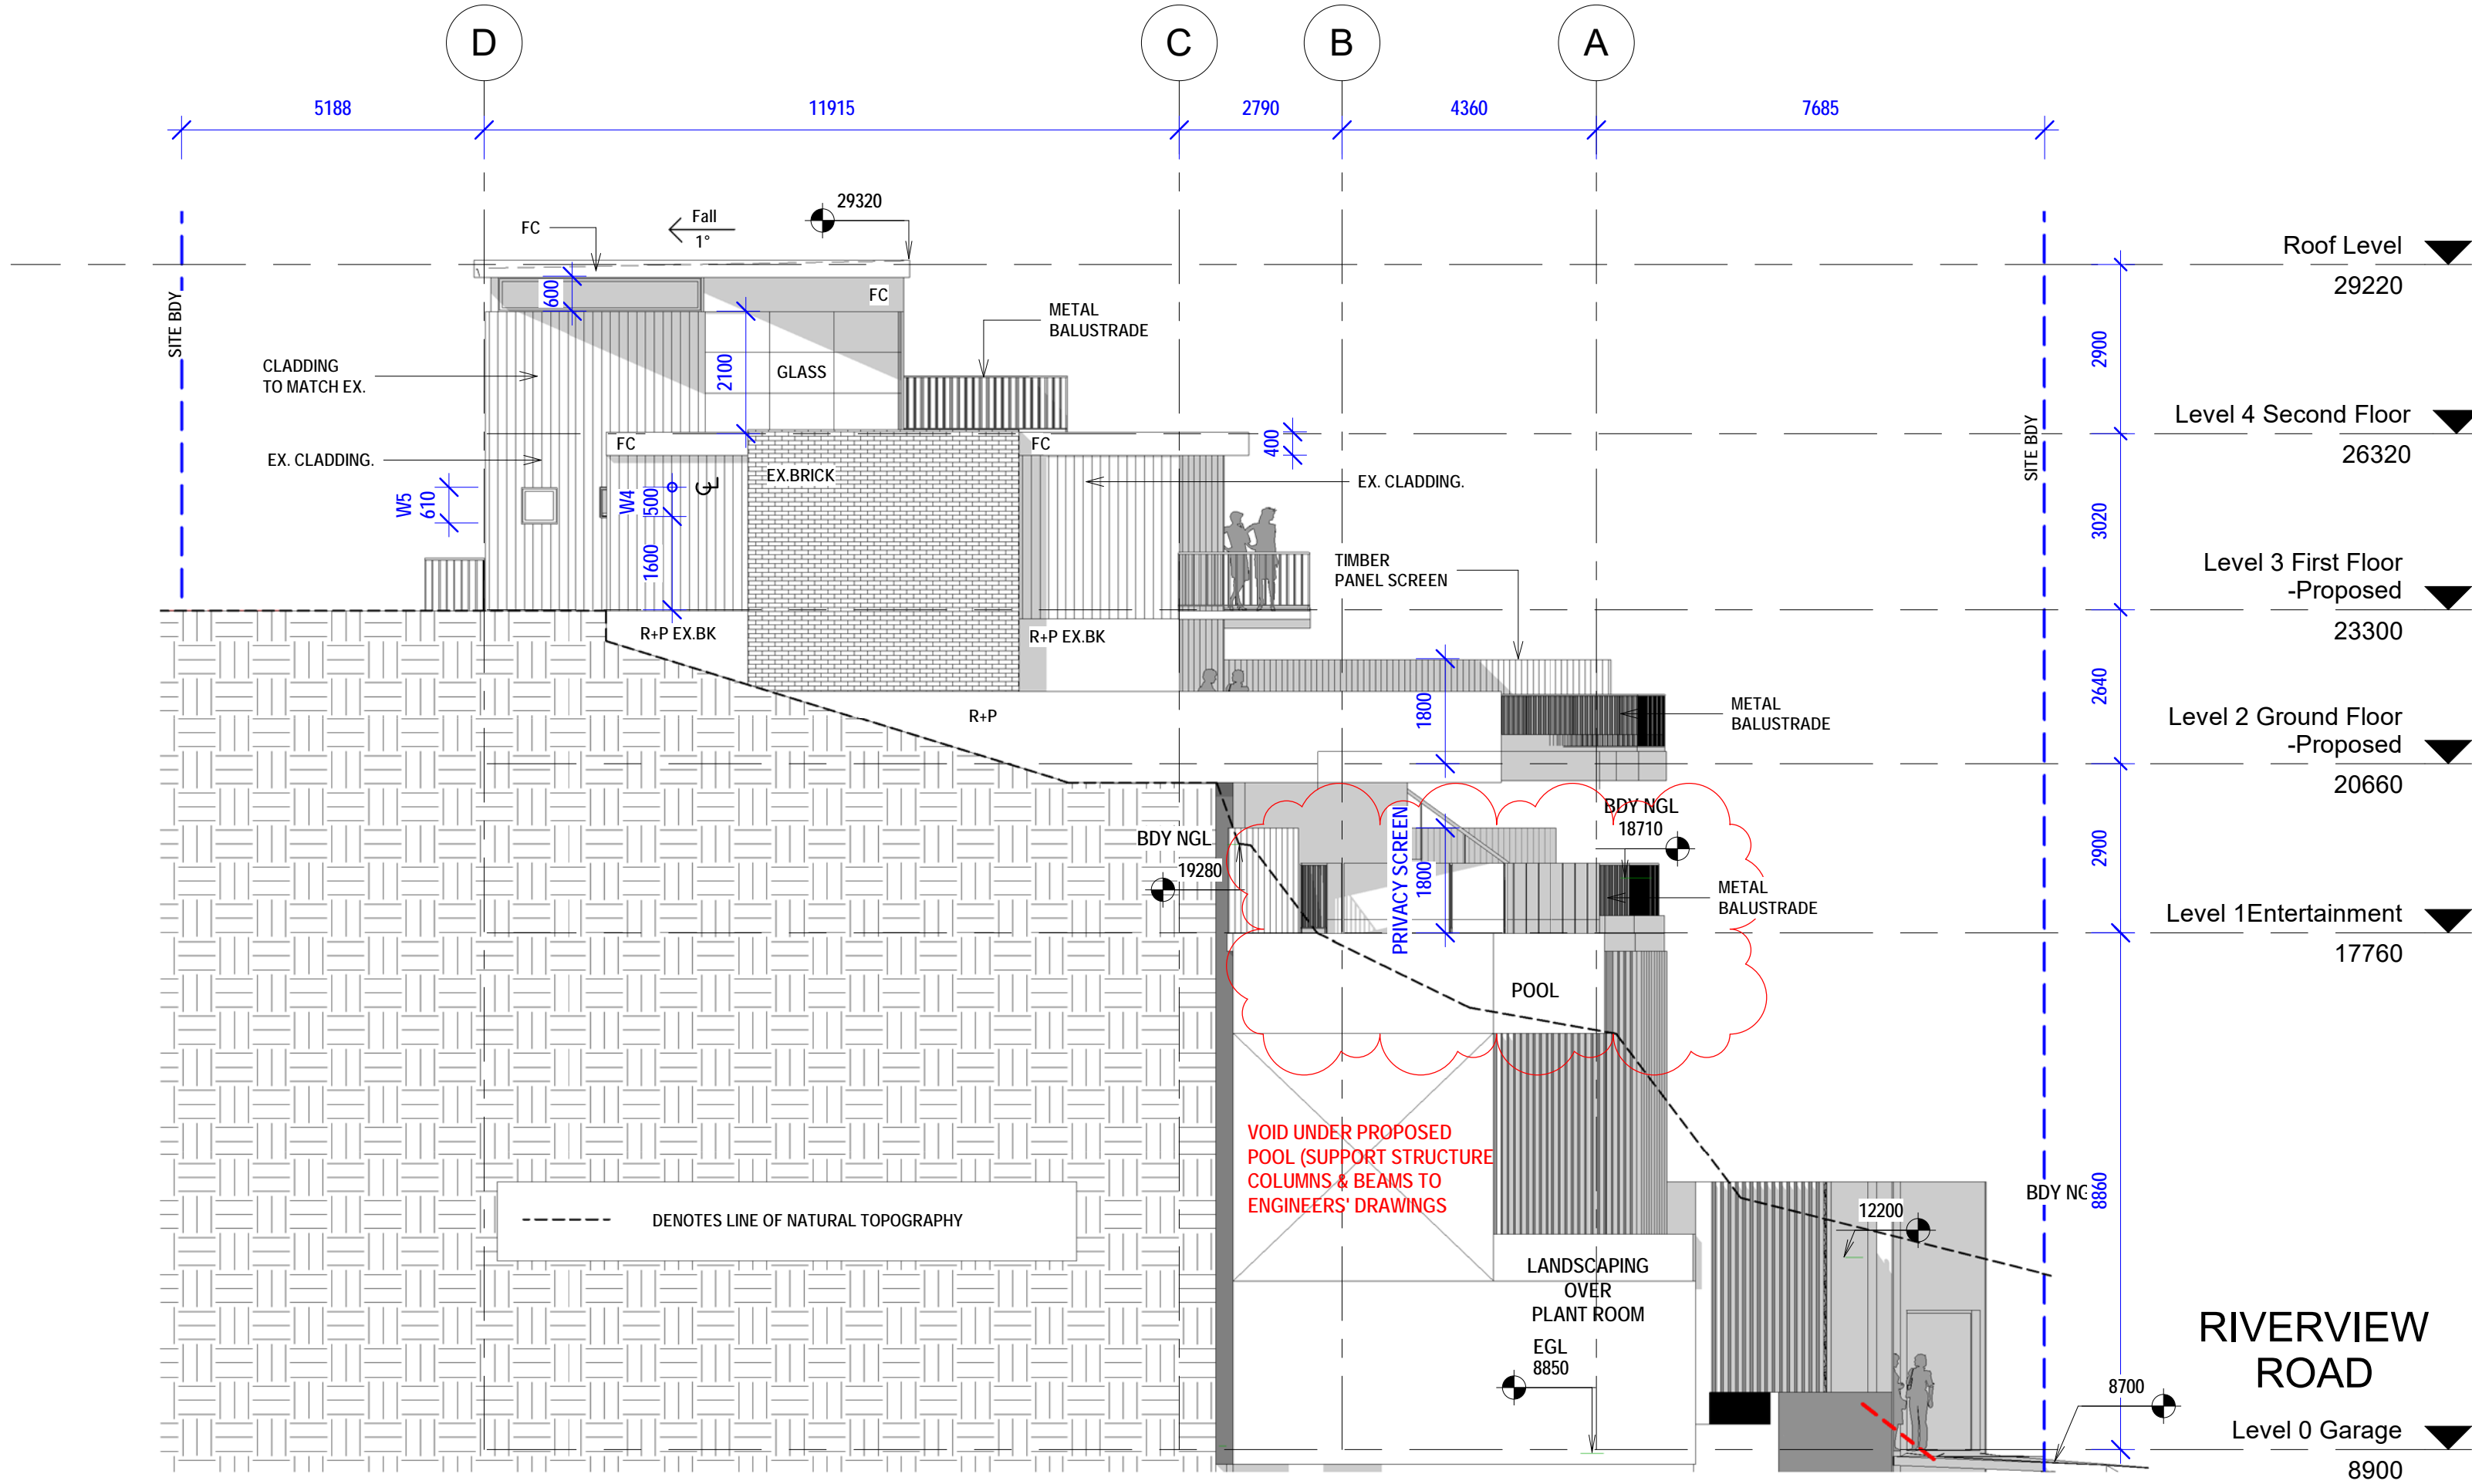 D
C
B
A
5188
11915
2790
4360
7685
29320
FC
Fall
1°
Roof Level
29220
SITE BDY
600
FC
METAL
BALUSTRADE
2900
CLADDING
TO MATCH EX.
2100
GLASS
Level 4 Second Floor
26320
FC
FC
400
SITE BDY
EX. CLADDING.
EX.BRICK
EX. CLADDING.
W5
610
W4
500
CL
3020
1600
TIMBER
PANEL SCREEN
Level 3 First Floor
-Proposed
23300
R+P EX.BK
R+P EX.BK
2640
R+P
1800
METAL
BALUSTRADE
Level 2 Ground Floor
-Proposed
20660
BDY NGL
18710
BDY NGL
19280
PRIVACY SCREEN
1800
METAL
BALUSTRADE
2900
Level 1Entertainment
17760
POOL
VOID UNDER PROPOSED
POOL (SUPPORT STRUCTURE
COLUMNS & BEAMS TO
ENGINEERS' DRAWINGS
8860
BDY NG
12200
DENOTES LINE OF NATURAL TOPOGRAPHY
LANDSCAPING
OVER
PLANT ROOM
EGL
8850
RIVERVIEW
ROAD
8700
Level 0 Garage
8900